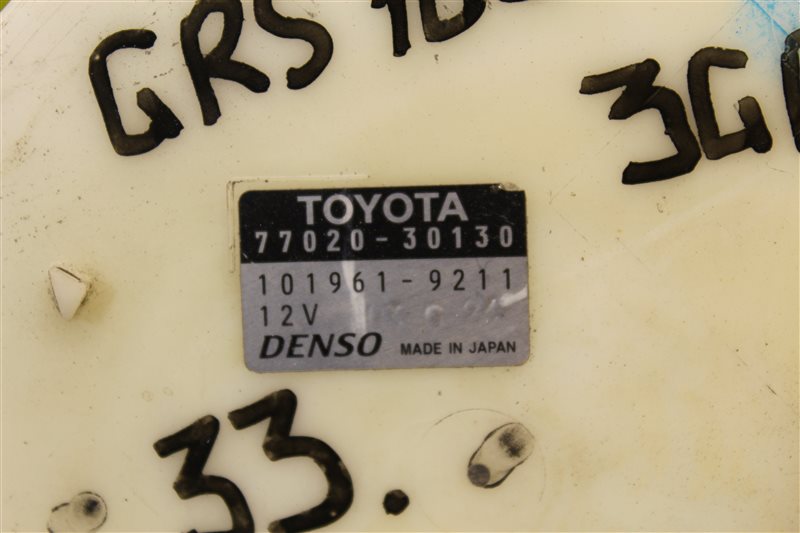 GRS
3G
TOYOTA
77020-30130
101961-9211
12V
DENSO MADE IN JAPAN
33.